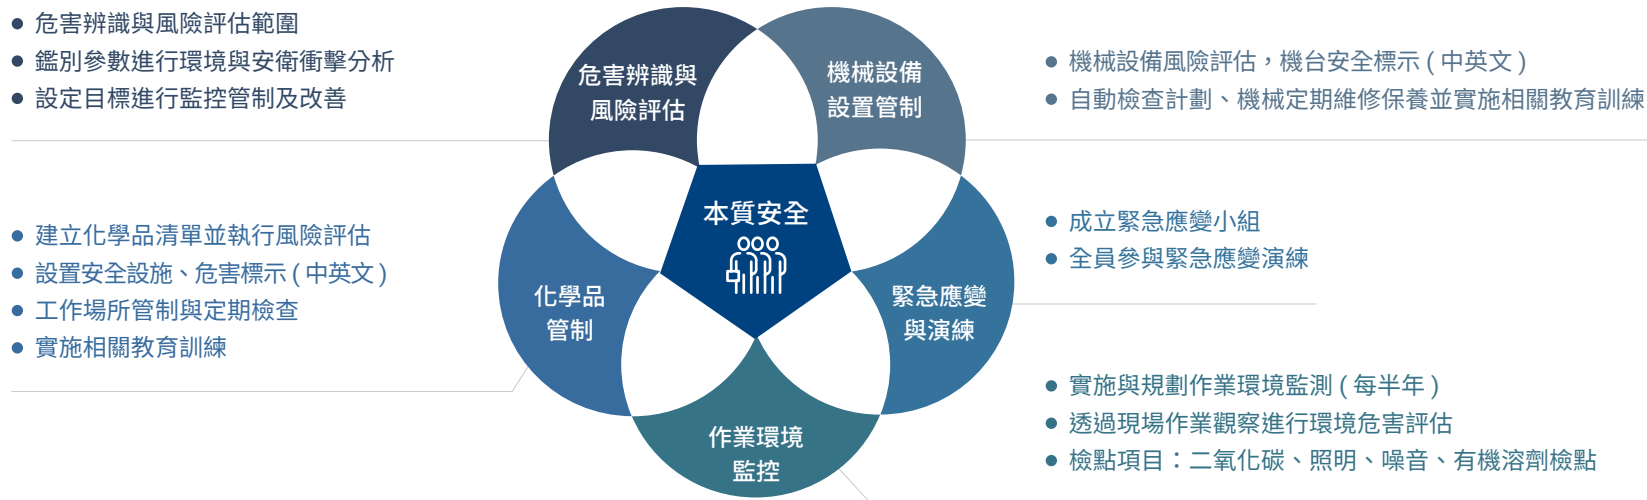 ● 危害辨識與風險評估範圍
● 鑑別參數進行環境與安衛衝擊分析
● 設定目標進行監控管制及改善
危害辨識與
風險評估
機械設備
設置管制
● 機械設備風險評估，機台安全標示 ( 中英文 )
● 自動檢查計劃、機械定期維修保養並實施相關教育訓練
本質安全
● 建立化學品清單並執行風險評估
● 設置安全設施、危害標示 ( 中英文 )
● 工作場所管制與定期檢查
● 實施相關教育訓練
化學品
管制
緊急應變
與演練
● 成立緊急應變小組
● 全員參與緊急應變演練
作業環境
監控
● 實施與規劃作業環境監測 ( 每半年 )
● 透過現場作業觀察進行環境危害評估
● 檢點項目：二氧化碳、照明、噪音、有機溶劑檢點